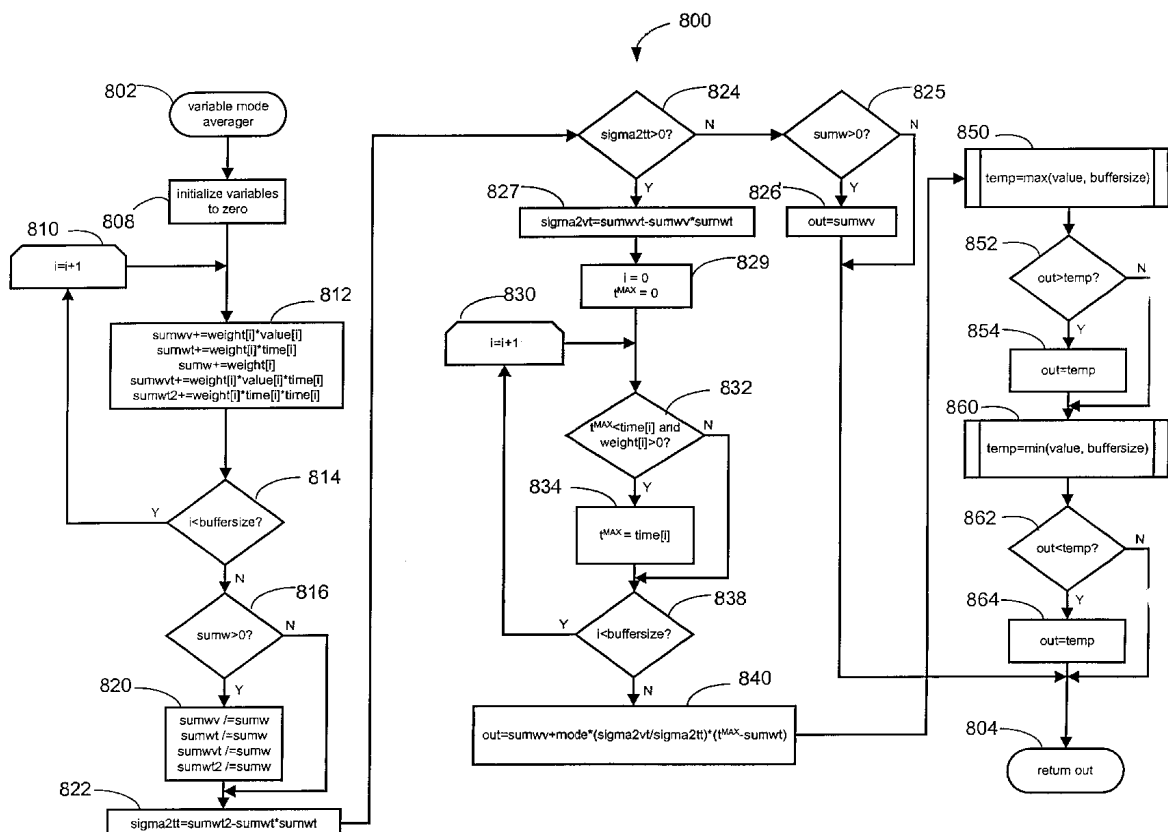 800
802
variable mode
averager
808
initialize variables
to zero
810
i=i+1
812
sumwv+=weight[i]*value[i]
sumwt+=weight[i]*time[i]
sumw+=weight[i]
sumwvt+=weight[i]*value[i]*time[i]
sumwt2+=weight[i]*time[i]*time[i]
814
i<buffersize?
Y
N
816
sumw>0?
N
Y
820
sumwv /=sumw
sumwt /=sumw
sumwvt /=sumw
sumwt2 /=sumw
822
sigma2tt=sumwt2-sumwt*sumwt
824
sigma2tt>0?
N
Y
825
sumw>0?
N
Y
826
out=sumwv
827
sigma2vt=sumwvt-sumwv*sumwt
829
i = 0
tMAX = 0
830
i=i+1
832
tMAX<time[i] and
weight[i]>0?
N
Y
834
tMAX = time[i]
838
i<buffersize?
Y
N
840
out=sumwv+mode*(sigma2vt/sigma2tt)*(tMAX-sumwt)
850
temp=max(value, buffersize)
852
out>temp?
N
Y
854
out=temp
860
temp=min(value, buffersize)
862
out<temp?
N
Y
864
out=temp
804
return out